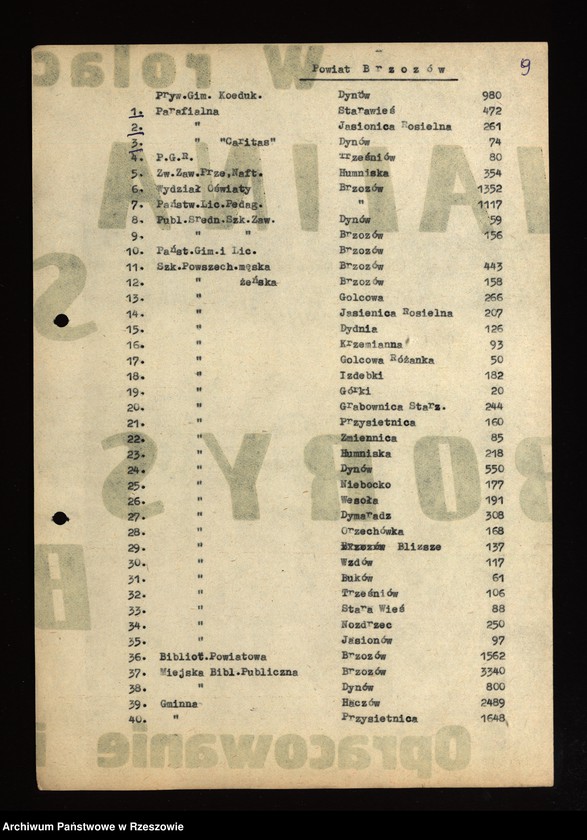 Powiat Brzozów
9
Pryw.Gim. Koeduk. Dynów 980
1. Parafialna Starawieś 472
2. " Jasionica Rosielna 261
3. " "Caritas" Dynów 74
4. P.G.R. Trześniów 80
5. Zw.Zaw.Prze.Naft. Humniska 354
6. Wydział Oświaty Brzozów 1352
7. Państw.Lic.Pedag. " 1117
8. Publ.Średn.Szk.Zaw. Dynów 59
9. " " Brzozów 156
10. Państ.Gim.i Lic. Brzozów
11. Szk.Powszech.męska Brzozów 443
12. " żeńska Brzozów 158
13. " Golcowa 266
14. " Jasienica Rosielna 207
15. " Dydnia 126
16. " Krzemianna 93
17. " Golcowa Różanka 50
18. " Izdebki 182
19. " Górki 20
20. " Grabownica Starz. 244
21. " Przysietnica 160
22. " Zmiennica 85
23. " Humniska 218
24. " Dynów 550
25. " Niebocko 177
26. " Wesoła 191
27. " Dymaradz 308
28. " Orzechówka 168
29. " Blizsze 137
30. " Wzdów 117
31. " Buków 61
32. " Trześniów 106
33. " Stara Wieś 88
34. " Nozdrzec 250
35. " Jasionów 97
36. Bibliot.Powiatowa Brzozów 1562
37. Miejska Bibl.Publiczna Brzozów 3340
38. " Dynów 800
39. Gminna Haczów 2489
40. " Przysietnica 1648
Archiwum Państwowe w Rzeszowie